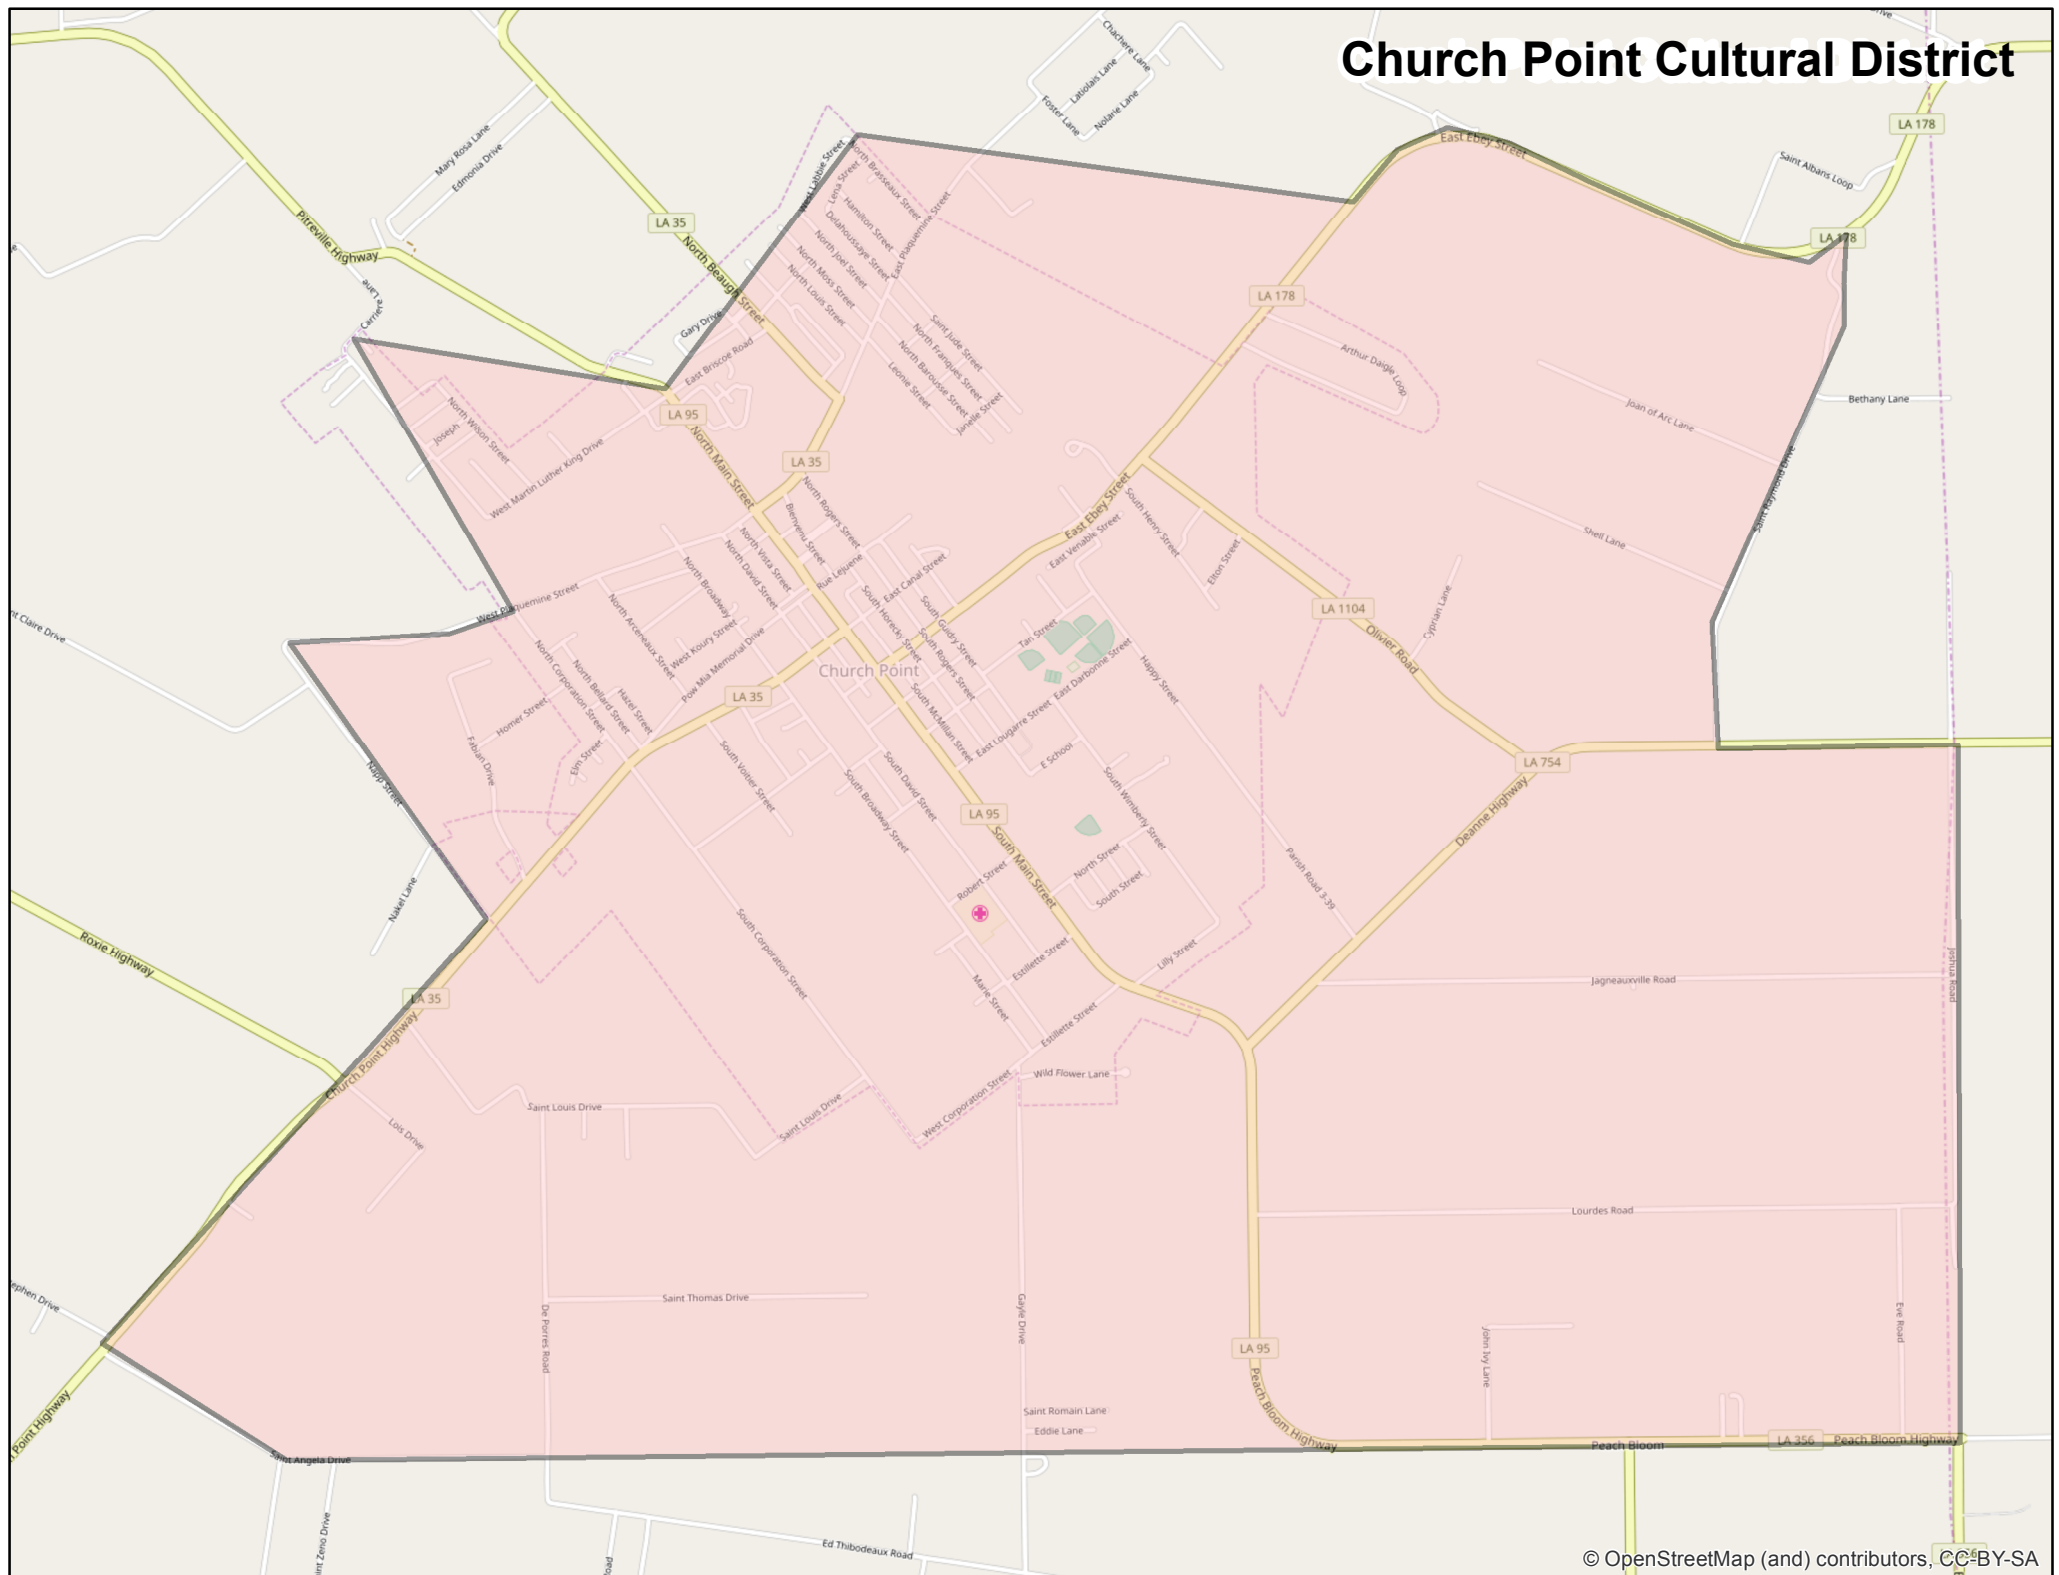 Church Point Cultural District
Chachere Lane
Latiolais Lane
Foster Lane
Nolarie Lane
LA 178
East Ebey Street
Saint Albans Loop
LA 178
Mary Rosa Lane
Edmonia Drive
Pitreville Highway
LA 35
North Beaugh Street
West Labbie Street
North Brasseaux Street
Lena Street
Hamilton Street
Delahoussaye Street
North Joel Street
North Moss Street
North Louis Street
East Plaquemine Street
Carriere Lane
Gary Drive
East Briscoe Road
LA 178
Saint Jude Street
North Franques Street
North Barousse Street
Leonie Street
Janelle Street
Arthur Daigle Loop
Joan of Arc Lane
Bethany Lane
North Wilson Street
Joseph
West Martin Luther King Drive
LA 95
North Main Street
LA 35
North Rogers Street
Bienvenu Street
South Henry Street
East Ebey Street
East Venable Street
Elton Street
Shell Lane
Saint Raymond Drive
North Vista Street
North David Street
North Broadway
Rue Lejuene
East Canal Street
West Plaquemine Street
nt Claire Drive
North Arceneaux Street
West Koury Street
Pow Mia Memorial Drive
South Horecky Street
South Guidry Street
South Rogers Street
Tari Street
East Darbonne Street
LA 1104
Olivier Road
Cyprian Lane
Church Point
LA 35
North Corporation Street
North Bellard Street
Hazel Street
Homer Street
Elm Street
Fabian Drive
Napp Street
South McMillan Street
East Lougarre Street
E School
Happy Street
South Voitier Street
South Broadway Street
South David Street
South Wimberly Street
LA 754
Deanne Highway
LA 95
South Main Street
North Street
South Street
Robert Street
Parish Road 3-39
Nakel Lane
Roxie Highway
South Corporation Street
Estillette Street
Lilly Street
Marie Street
Estillette Street
Jagneauxville Road
Joshua Road
LA 35
Church Point Highway
Wild Flower Lane
West Corporation Street
Saint Louis Drive
Saint Louis Drive
Lois Drive
Lourdes Road
ephen Drive
Saint Thomas Drive
De Porres Road
Gayle Drive
LA 95
John Ivy Lane
Eve Road
Peach Bloom Highway
Saint Romain Lane
Eddie Lane
Peach Bloom
LA 356
Peach Bloom Highway
Point Highway
Saint Angela Drive
int Zeno Drive
Ed Thibodeaux Road
© OpenStreetMap (and) contributors, CC-BY-SA